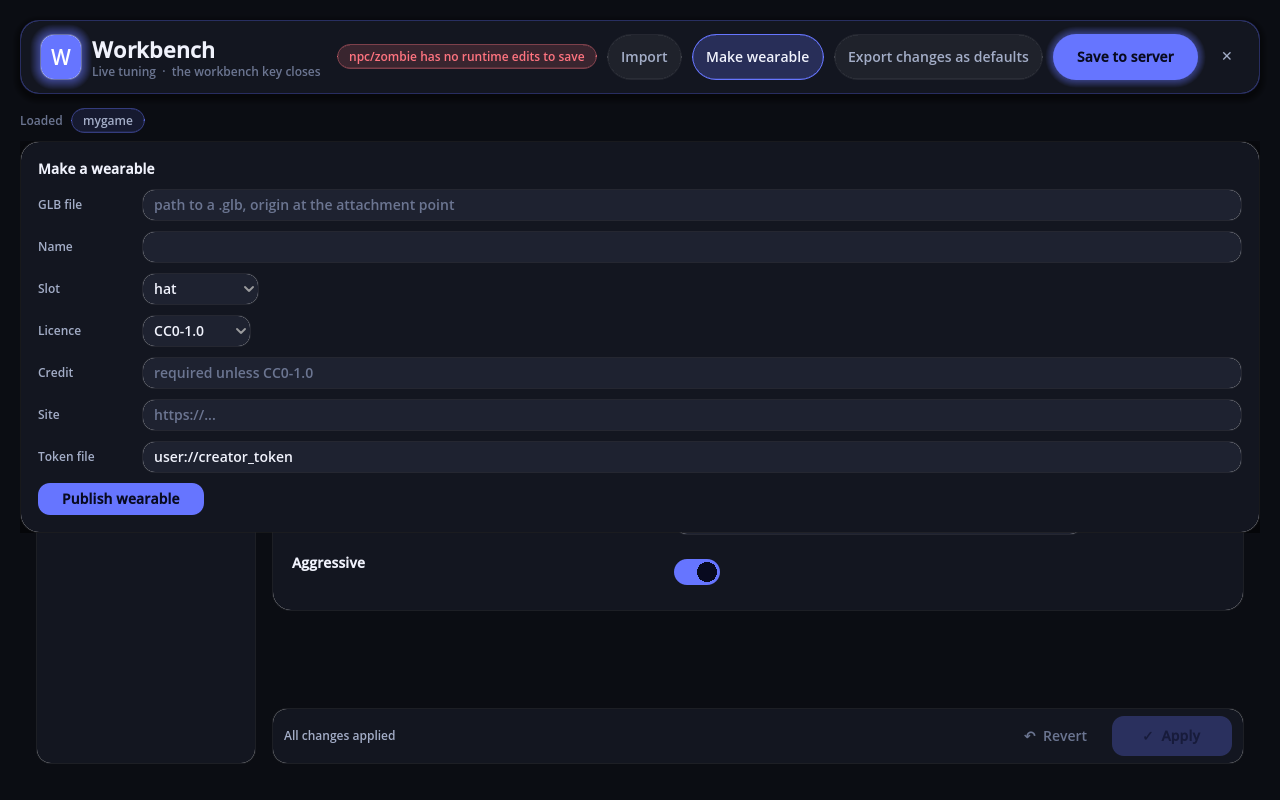 W
Workbench
Live tuning · the workbench key closes
npc/zombie has no runtime edits to save
Import
Make wearable
Export changes as defaults
Save to server
×
Loaded
mygame
Make a wearable
GLB file
path to a .glb, origin at the attachment point
Name
Slot
hat
Licence
CC0-1.0
Credit
required unless CC0-1.0
Site
https://...
Token file
user://creator_token
Publish wearable
Aggressive
All changes applied
↶ Revert
✓ Apply